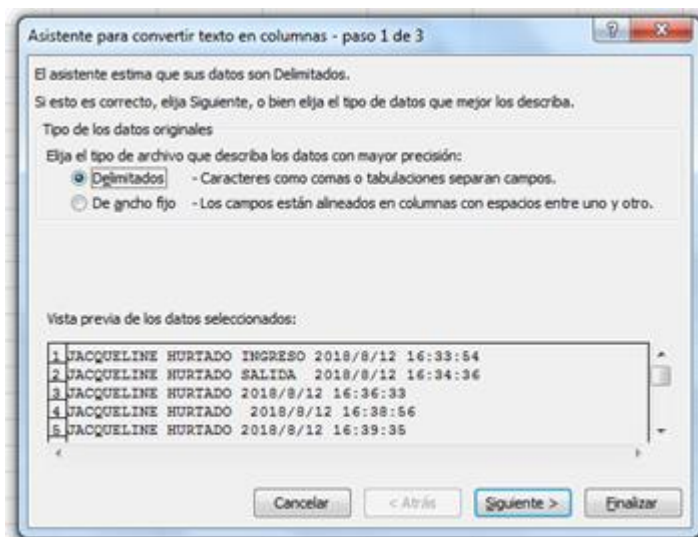 Asistente para convertir texto en columnas - paso 1 de 3
El asistente estima que sus datos son Delimitados.
Si esto es correcto, elija Siguiente, o bien elija el tipo de datos que mejor los describa.
Tipo de los datos originales
Elija el tipo de archivo que describa los datos con mayor precisión:
Delimitados - Caracteres como comas o tabulaciones separan campos.
De ancho fijo - Los campos están alineados en columnas con espacios entre uno y otro.
Vista previa de los datos seleccionados:
1 JACQUELINE HURTADO INGRESO 2018/8/12 16:33:54
2 JACQUELINE HURTADO SALIDA 2018/8/12 16:34:36
3 JACQUELINE HURTADO 2018/8/12 16:36:33
4 JACQUELINE HURTADO 2018/8/12 16:38:56
5 JACQUELINE HURTADO 2018/8/12 16:39:35
Cancelar < Atrás Siguiente > Finalizar